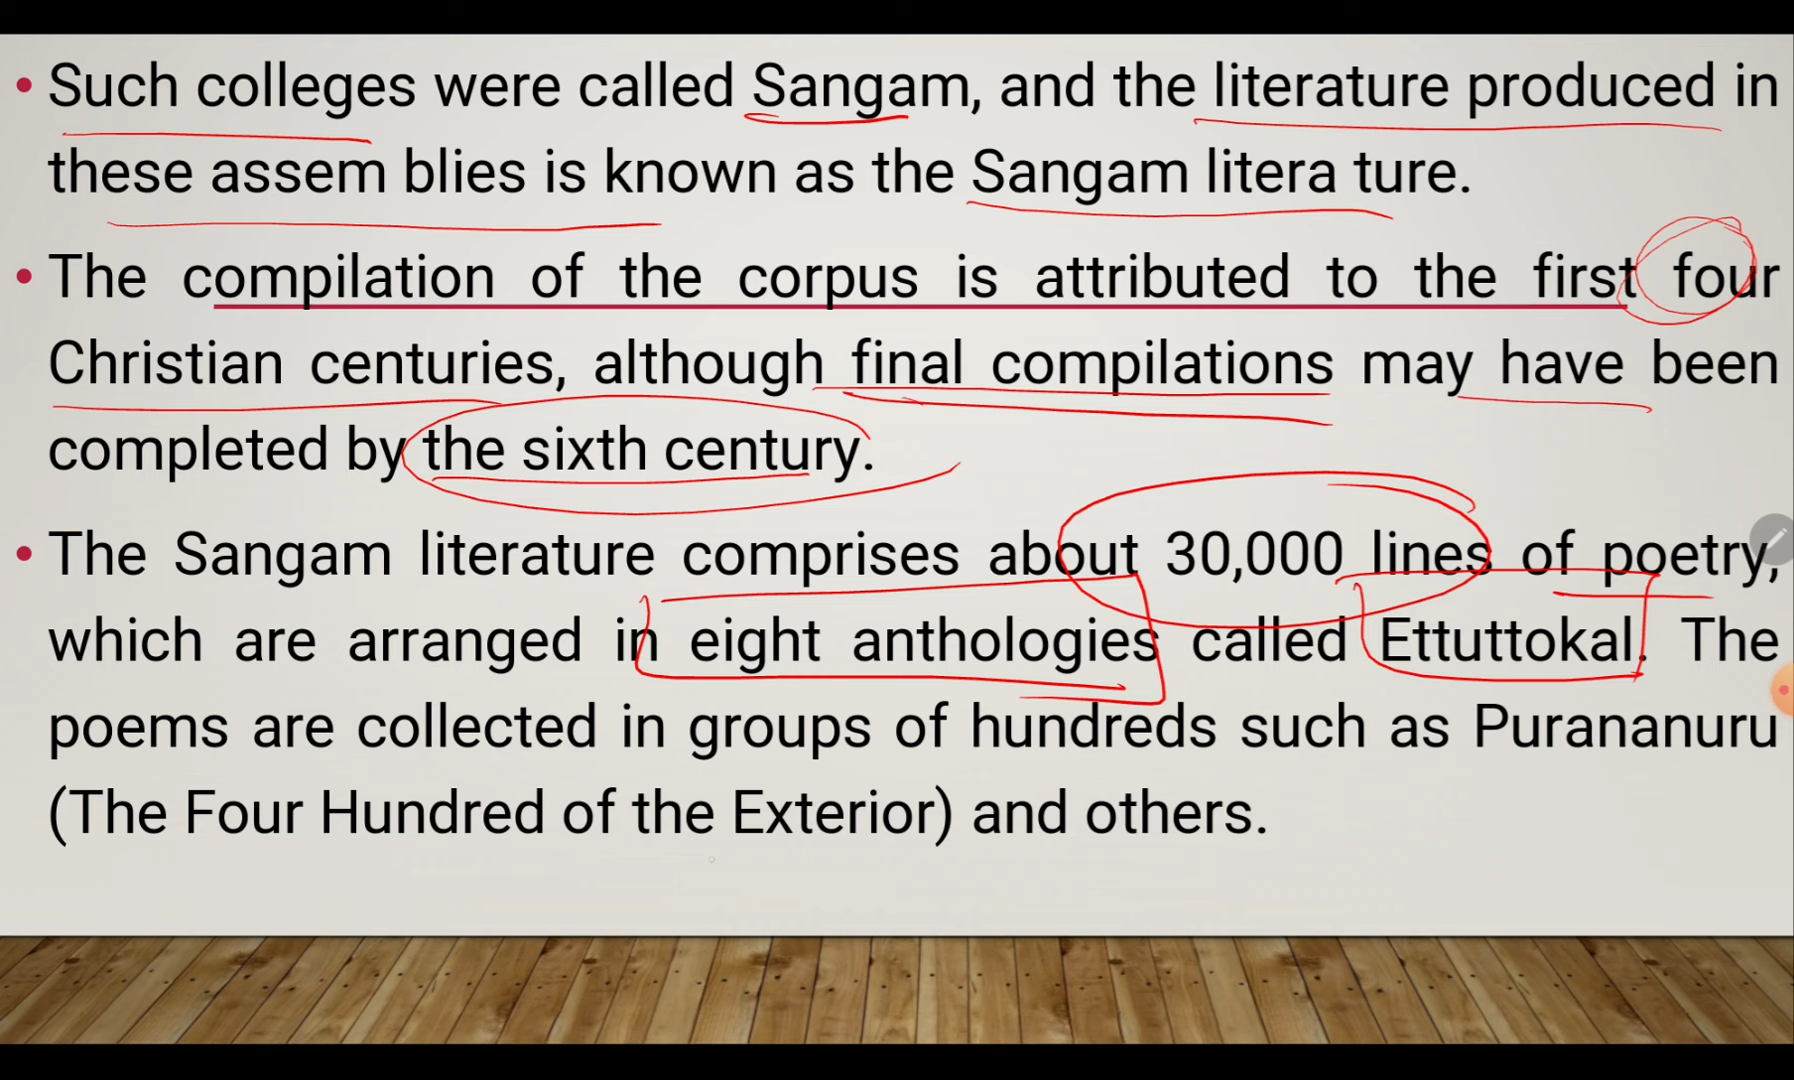 • Such colleges were called Sangam, and the literature produced in
these assem blies is known as the Sangam litera ture.
• The compilation of the corpus is attributed to the first four
Christian centuries, although final compilations may have been
completed by the sixth century.
• The Sangam literature comprises about 30,000 lines of poetry,
which are arranged in eight anthologies called Ettuttokal. The
poems are collected in groups of hundreds such as Purananuru
(The Four Hundred of the Exterior) and others.